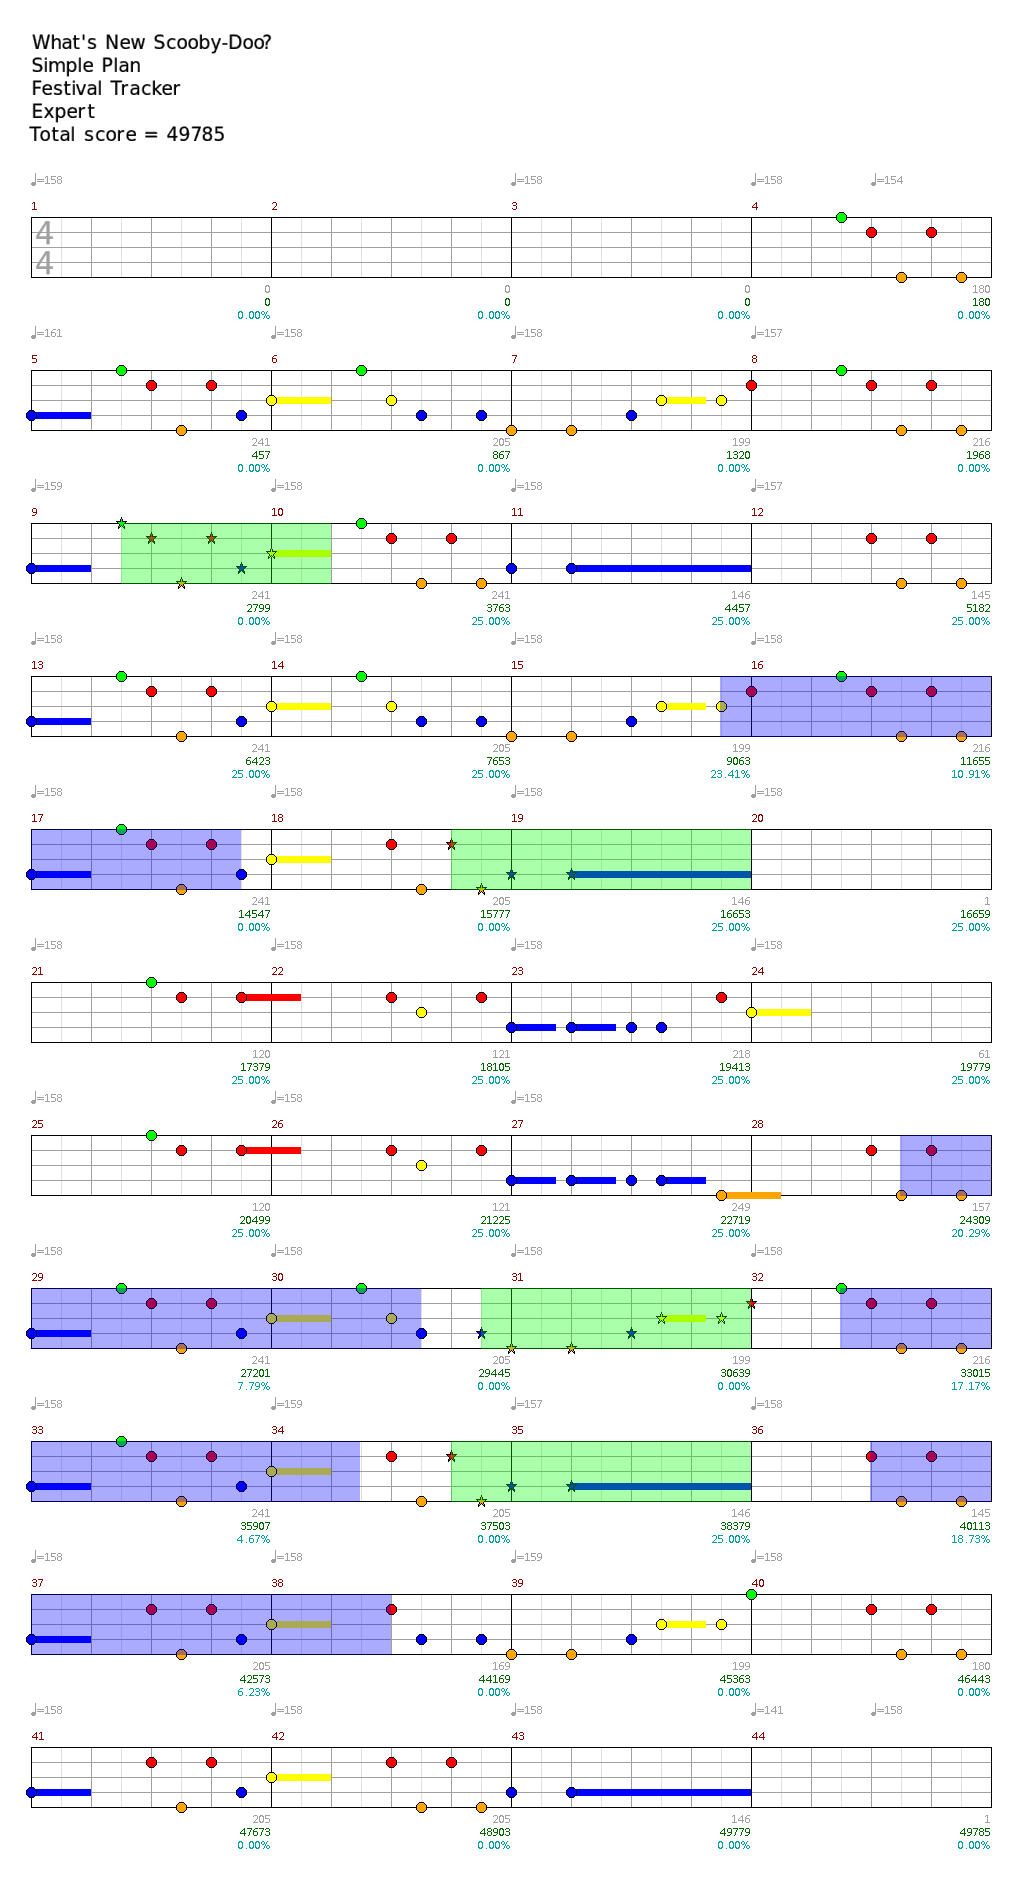 What's New Scooby-Doo?
Simple Plan
Festival Tracker
Expert
Total score = 49785
♩=158 ♩=158 ♩=158 ♩=154
1 2 3 4
4
4
0 0 0 180
0 0 0 180
0.00% 0.00% 0.00% 0.00%
♩=161 ♩=158 ♩=158 ♩=157
5 6 7 8
241 205 199 216
457 867 1320 1968
0.00% 0.00% 0.00% 0.00%
♩=159 ♩=158 ♩=158 ♩=157
9 10 11 12
241 241 146 145
2799 3763 4457 5182
0.00% 25.00% 25.00% 25.00%
♩=158 ♩=158 ♩=158 ♩=158
13 14 15 16
241 205 199 216
6423 7653 9063 11655
25.00% 25.00% 23.41% 10.91%
♩=158 ♩=158 ♩=158 ♩=158
17 18 19 20
241 205 146 1
14547 15777 16653 16659
0.00% 0.00% 25.00% 25.00%
♩=158 ♩=158 ♩=158 ♩=158
21 22 23 24
120 121 218 61
17379 18105 19413 19779
25.00% 25.00% 25.00% 25.00%
♩=158 ♩=158 ♩=158 ♩=158
25 26 27 28
120 121 249 157
20499 21225 22719 24309
25.00% 25.00% 25.00% 20.29%
♩=158 ♩=158 ♩=158 ♩=158
29 30 31 32
241 205 199 216
27201 29445 30639 33015
7.79% 0.00% 0.00% 17.17%
♩=158 ♩=159 ♩=157 ♩=158
33 34 35 36
241 205 146 145
35907 37503 38379 40113
4.67% 0.00% 25.00% 18.73%
♩=158 ♩=158 ♩=159 ♩=158
37 38 39 40
205 169 199 180
42573 44169 45363 46443
6.23% 0.00% 0.00% 0.00%
♩=158 ♩=158 ♩=158 ♩=141 ♩=158
41 42 43 44
205 205 146 1
47673 48903 49779 49785
0.00% 0.00% 0.00% 0.00%